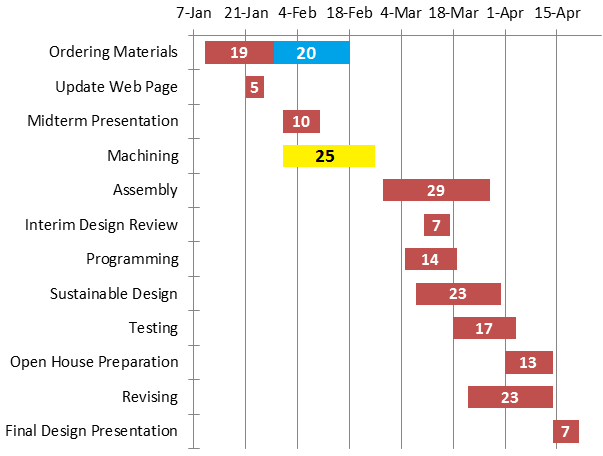 7-Jan 21-Jan 4-Feb 18-Feb 4-Mar 18-Mar 1-Apr 15-Apr
Ordering Materials 19 20
Update Web Page 5
Midterm Presentation 10
Machining 25
Assembly 29
Interim Design Review 7
Programming 14
Sustainable Design 23
Testing 17
Open House Preparation 13
Revising 23
Final Design Presentation 7